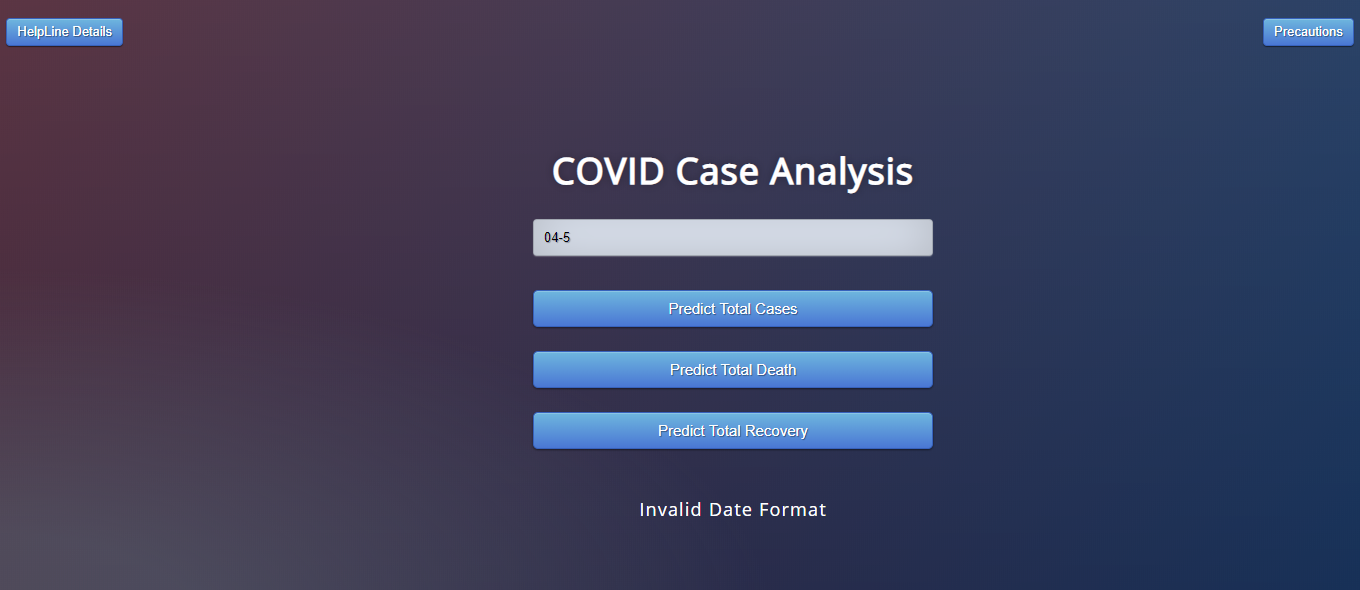 HelpLine Details
Precautions
COVID Case Analysis
04-5
Predict Total Cases
Predict Total Death
Predict Total Recovery
Invalid Date Format